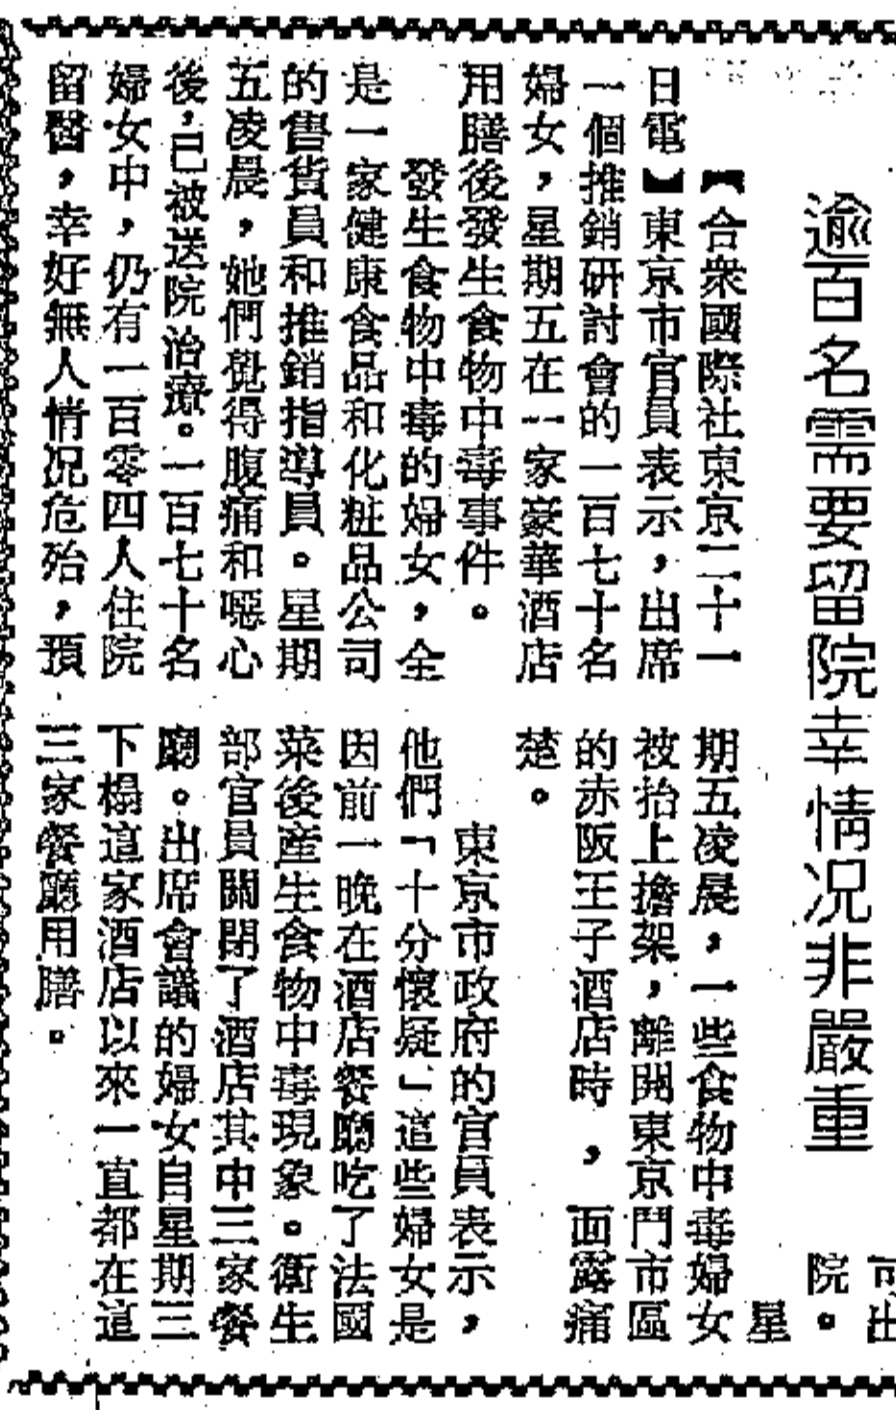 逾百名需要留院幸情况非嚴重
【合衆國際社東京二十一
日電】東京市官員表示，出席
一個推銷研討會的一百七十名
婦女，星期五在一家豪華酒店
用膳後發生食物中毒事件。
發生食物中毒的婦女，全
是一家健康食品和化粧品公司
的售貨員和推銷指導員。星期
五凌晨，她們覺得腹痛和噁心
後，已被送院治療。一百七十名
婦女中，仍有一百零四人住院
留醫，幸好無人情况危殆，預
可出
院。
星
期五凌晨，一些食物中毒婦女
被抬上擔架，離開東京鬥市區
的赤阪王子酒店時，面露痛
楚。
東京市政府的官員表示，
他們「十分懷疑」這些婦女是
因前一晚在酒店餐廳吃了法國
菜後產生食物中毒現象。衛生
部官員關閉了酒店其中三家餐
廳。出席會議的婦女自星期三
下榻這家酒店以來一直都在這
三家餐廳用膳。